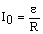 I₀ = ε/R